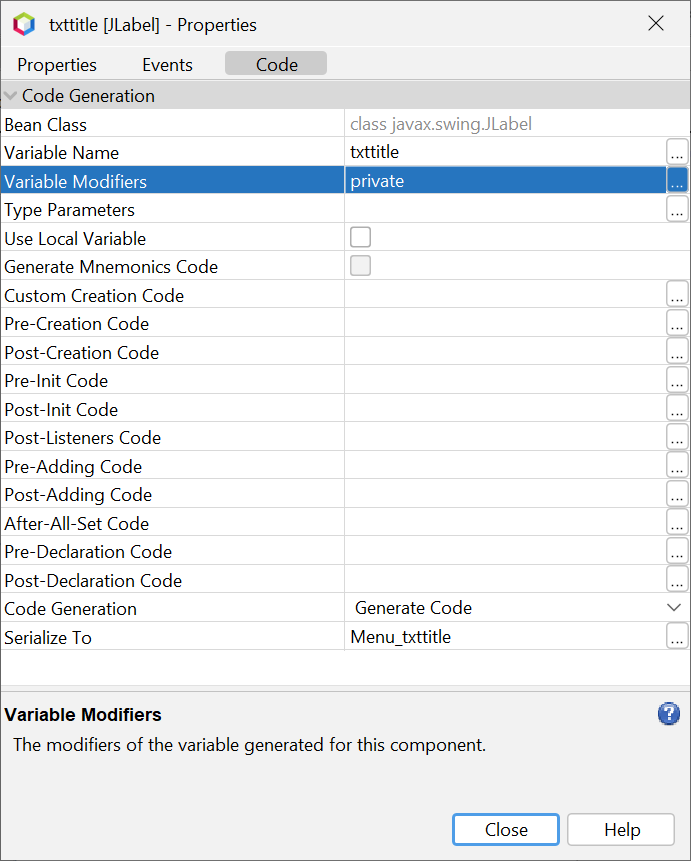 txttitle [JLabel] - Properties
Properties Events Code
Code Generation
Bean Class class javax.swing.JLabel
Variable Name txttitle ...
Variable Modifiers private ...
Type Parameters ...
Use Local Variable
Generate Mnemonics Code
Custom Creation Code ...
Pre-Creation Code ...
Post-Creation Code ...
Pre-Init Code ...
Post-Init Code ...
Post-Listeners Code ...
Pre-Adding Code ...
Post-Adding Code ...
After-All-Set Code ...
Pre-Declaration Code ...
Post-Declaration Code ...
Code Generation Generate Code
Serialize To Menu_txttitle ...
Variable Modifiers ?
The modifiers of the variable generated for this component.
Close Help